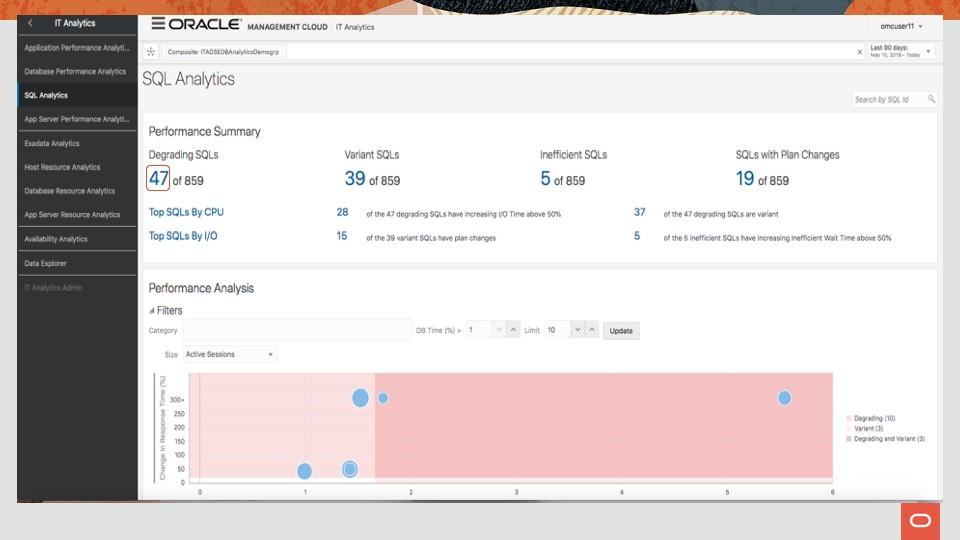 IT Analytics
Application Performance Analyti...
Database Performance Analytics
SQL Analytics
App Server Performance Analyti...
Exadata Analytics
Host Resource Analytics
Database Resource Analytics
App Server Resource Analytics
Availability Analytics
Data Explorer
IT Analytics Admin
ORACLE MANAGEMENT CLOUD IT Analytics
omcuser11
Composite: ITAOSEDBAnalyticsDemogrp
Last 90 days:
May 10, 2019 - Today
SQL Analytics
Search by SQL Id
Performance Summary
Degrading SQLs Variant SQLs Inefficient SQLs SQLs with Plan Changes
47 of 859 39 of 859 5 of 859 19 of 859
Top SQLs By CPU 28 of the 47 degrading SQLs have increasing I/O Time above 50% 37 of the 47 degrading SQLs are variant
Top SQLs By I/O 15 of the 39 variant SQLs have plan changes 5 of the 5 inefficient SQLs have increasing Inefficient Wait Time above 50%
Performance Analysis
Filters
Category DB Time (%) > 1 Limit 10 Update
Size Active Sessions
Change In Response Time (%)
300+
250
200
150
100
50
0
0 1 2 3 4 5 6
Degrading (10)
Variant (3)
Degrading and Variant (3)